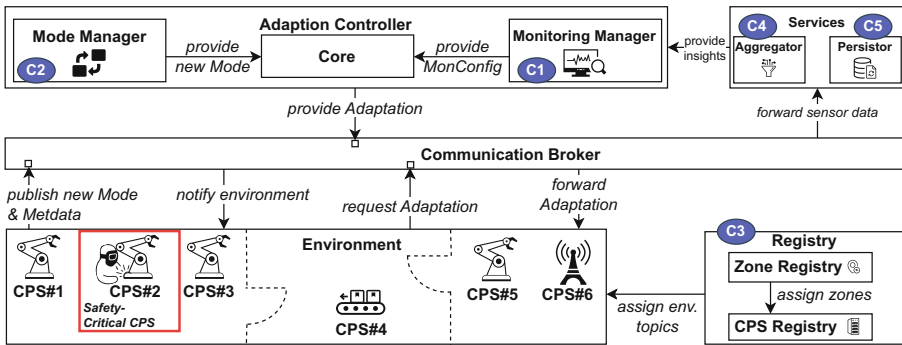 Adaption Controller
Mode Manager
C2
provide
new Mode
Core
provide
MonConfig
Monitoring Manager
C1
provide
insights
Services
C4
C5
Aggregator
Persistor
provide Adaptation
forward sensor data
Communication Broker
publish new Mode
& Metdata
notify environment
request Adaptation
forward
Adaptation
Environment
CPS#1
CPS#2
Safety-
Critical CPS
CPS#3
CPS#4
CPS#5
CPS#6
assign env.
topics
C3
Registry
Zone Registry
assign zones
CPS Registry